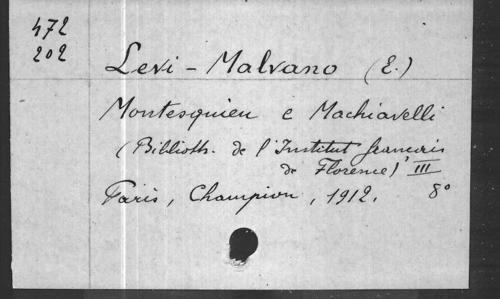 472
202
Levi-Malvano (E.)
Montesquieu e Machiavelli
(Biblioth. de l'Institut français
de Florence) III
Paris, Champion, 1912. 8°